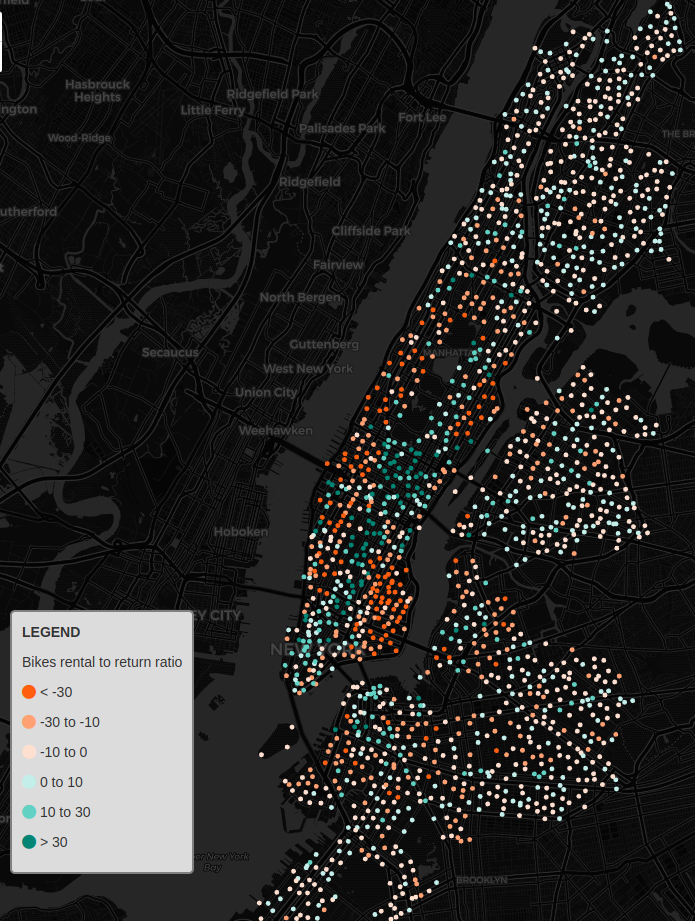 Hasbrouck
Heights
Ridgefield Park
Little Ferry
Fort Lee
Palisades Park
Wood-Ridge
THE BR
Ridgefield
utherford
Cliffside Park
Fairview
North Bergen
Guttenberg
Secaucus
MANHATTA
West New York
Union City
Weehawken
Hoboken
EY CITY
NEW YORK
LEGEND
Bikes rental to return ratio
< -30
-30 to -10
-10 to 0
0 to 10
10 to 30
> 30
er New York
Bay
BROOKLYN